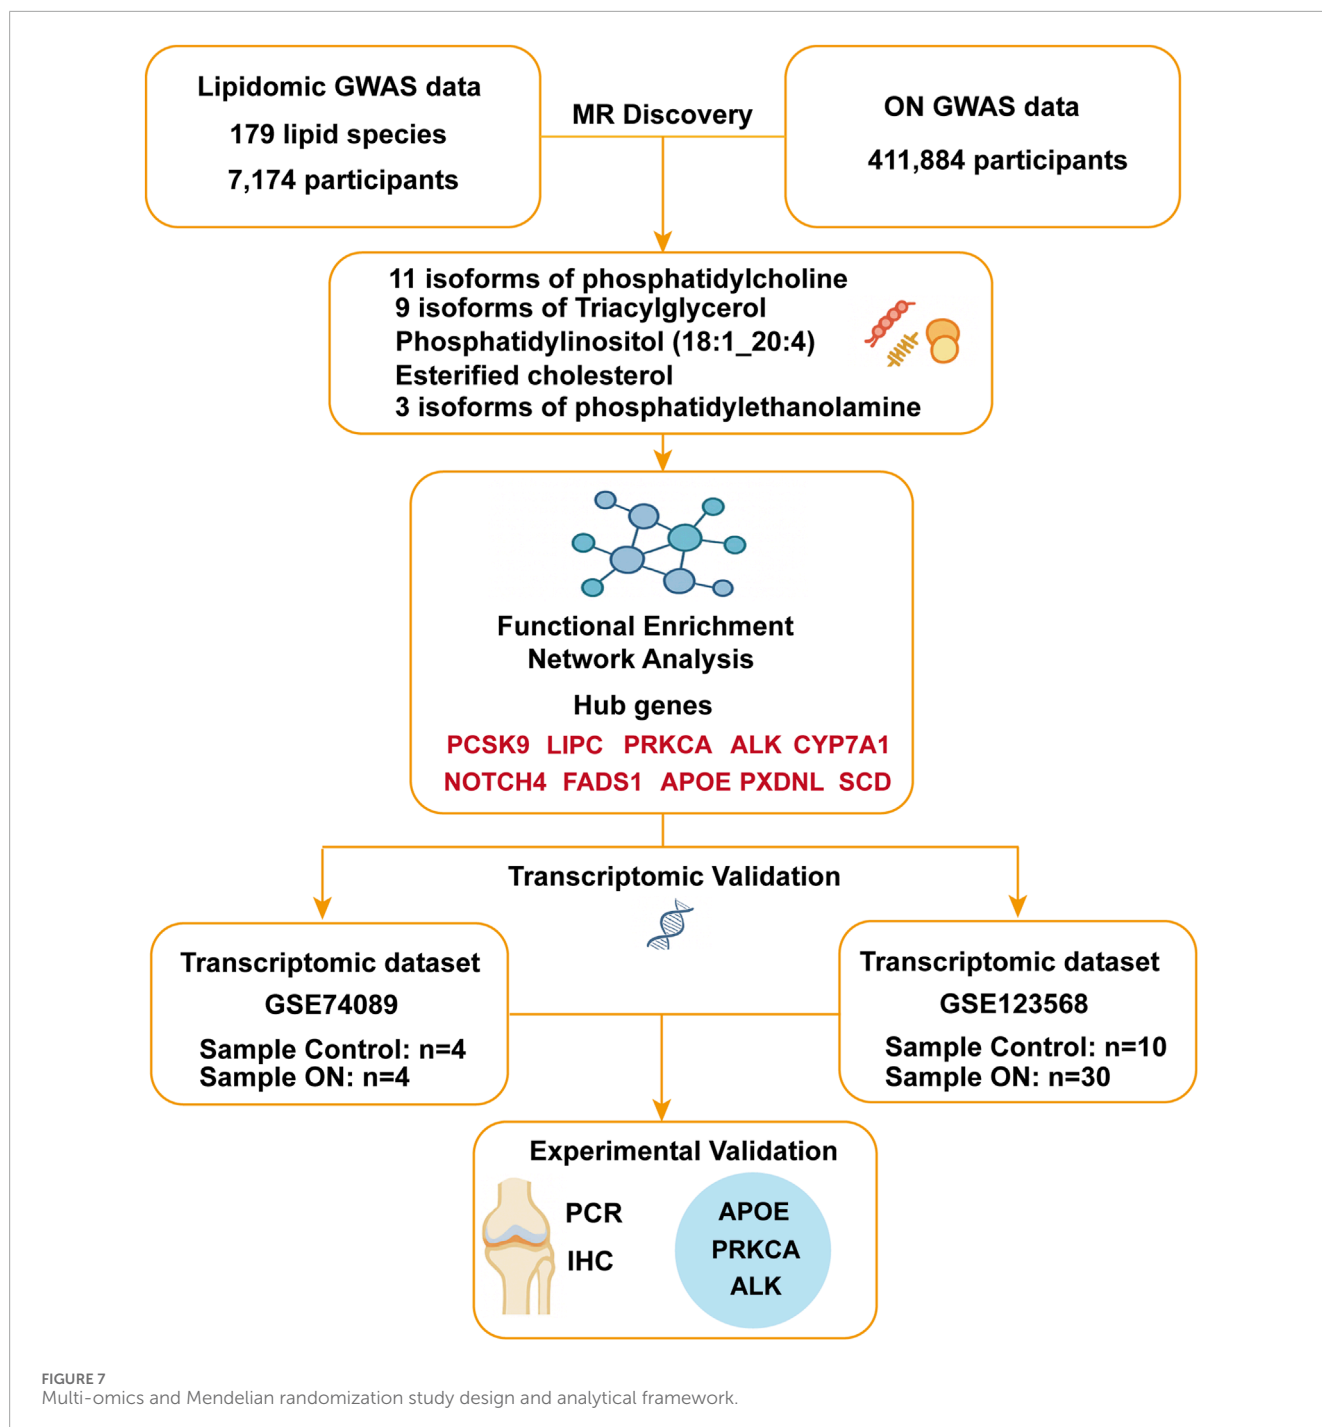 Lipidomic GWAS data
179 lipid species
7,174 participants
MR Discovery
ON GWAS data
411,884 participants
11 isoforms of phosphatidylcholine
9 isoforms of Triacylglycerol
Phosphatidylinositol (18:1_20:4)
Esterified cholesterol
3 isoforms of phosphatidylethanolamine
Functional Enrichment
Network Analysis
Hub genes
PCSK9 LIPC PRKCA ALK CYP7A1
NOTCH4 FADS1 APOE PXDNL SCD
Transcriptomic Validation
Transcriptomic dataset
GSE74089
Sample Control: n=4
Sample ON: n=4
Transcriptomic dataset
GSE123568
Sample Control: n=10
Sample ON: n=30
Experimental Validation
PCR
IHC
APOE
PRKCA
ALK
FIGURE 7
Multi-omics and Mendelian randomization study design and analytical framework.